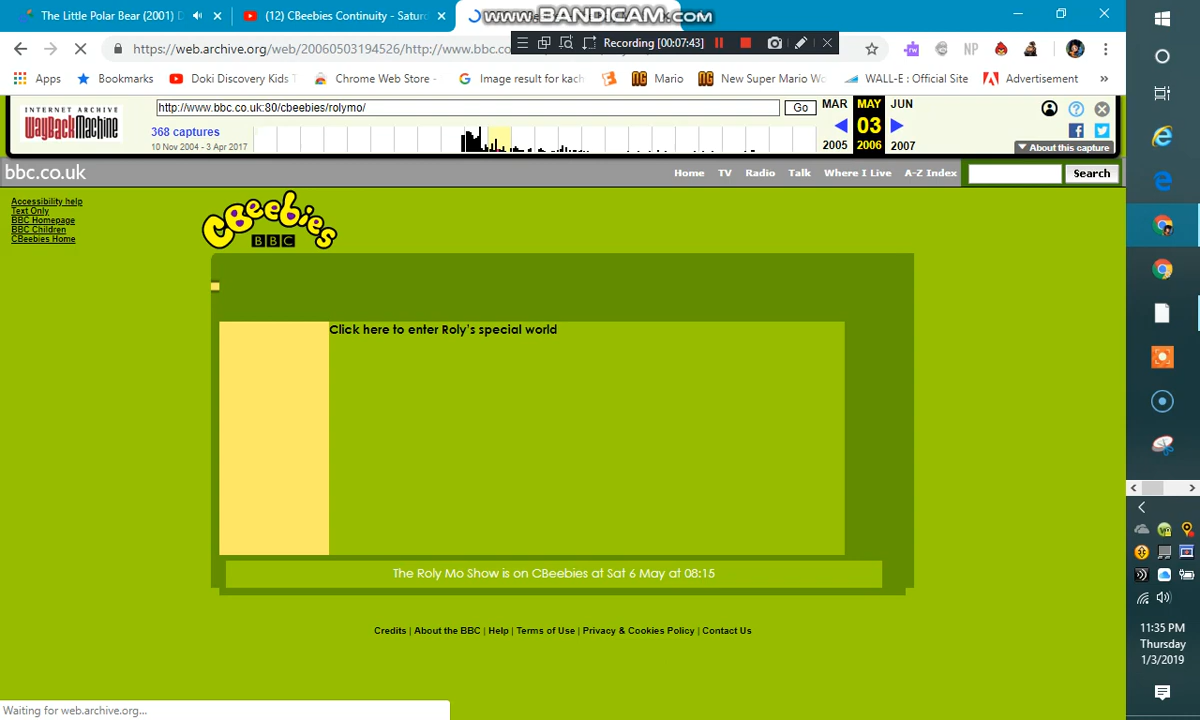 The Little Polar Bear (2001) D
(12) CBeebies Continuity - Satur
www.BANDICAM.com
https://web.archive.org/web/20060503194526/http://www.bbc.co
Recording [00:07:43]
NP
Apps
Bookmarks
Doki Discovery Kids T
Chrome Web Store -
Image result for kach
Mario
New Super Mario Wo
WALL-E : Official Site
Advertisement
»
INTERNET ARCHIVE
WayBackMachine
http://www.bbc.co.uk:80/cbeebies/rolymo/
Go
MAR
MAY
JUN
368 captures
03
10 Nov 2004 - 3 Apr 2017
2005
2006
2007
About this capture
bbc.co.uk
Home
TV
Radio
Talk
Where I Live
A-Z Index
Search
Accessibility help
Text Only
BBC Homepage
BBC Children
CBeebies Home
CBeebies
BBC
Click here to enter Roly's special world
The Roly Mo Show is on CBeebies at Sat 6 May at 08:15
Credits | About the BBC | Help | Terms of Use | Privacy & Cookies Policy | Contact Us
Waiting for web.archive.org...
11:35 PM
Thursday
1/3/2019